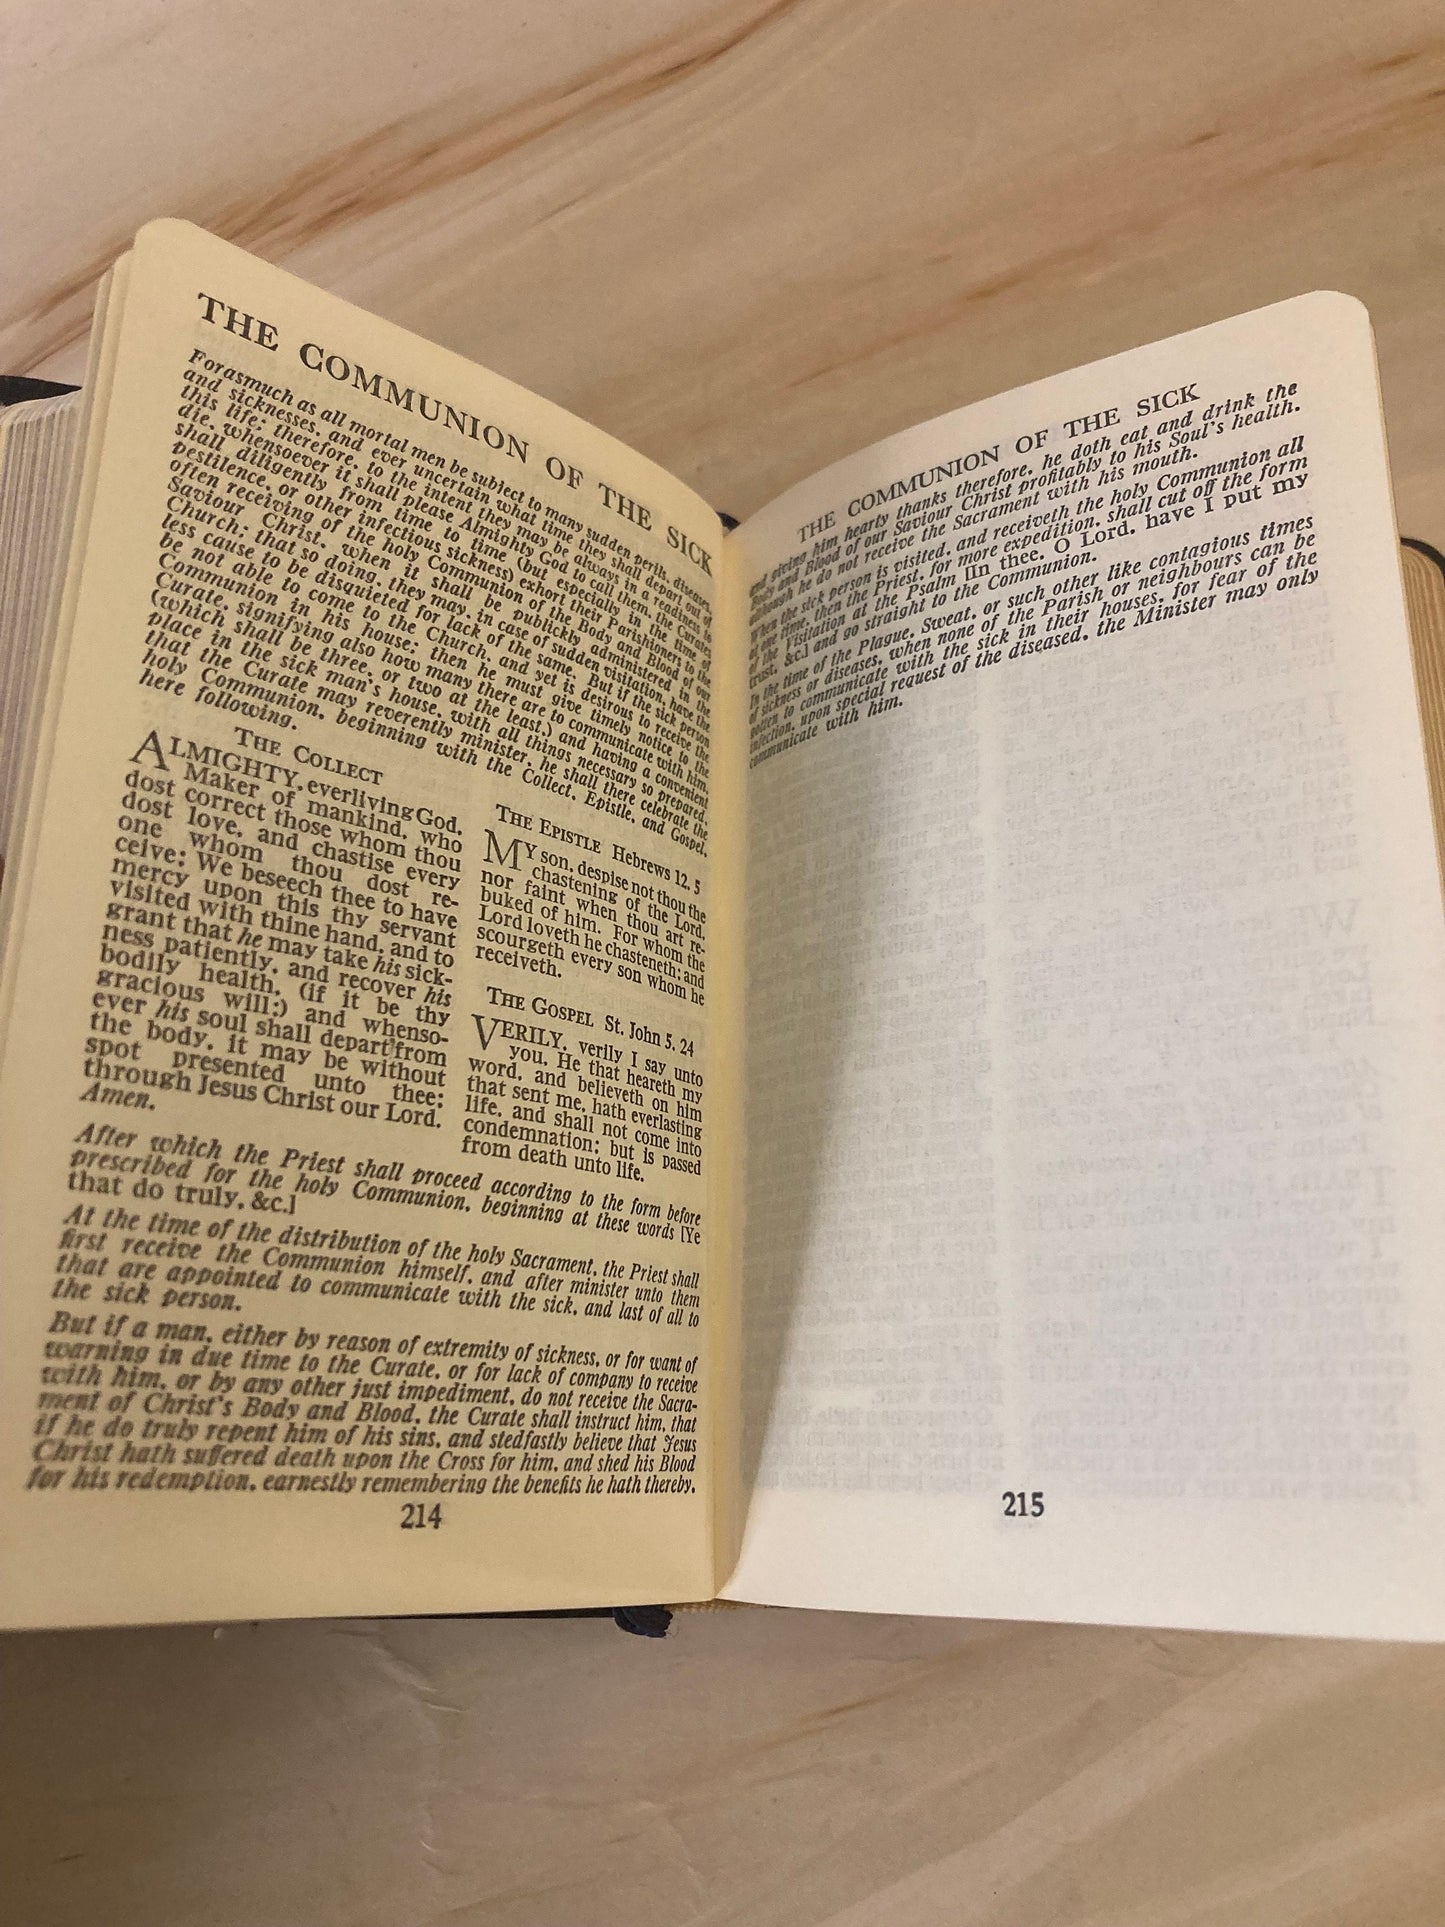 THE COMMUNION OF THE SICK
Forasmuch as all mortal men be subject to many sudden perils, diseases,
and sicknesses, and ever uncertain what time they shall depart out of
this life; therefore, to the intent they may be always in a readiness to
die, whensoever it shall please Almighty God to call them, the Curates
shall diligently from time to time (but especially in the time of
pestilence, or other infectious sickness) exhort their Parishioners to the
often receiving of the holy Communion of the Body and Blood of our
Saviour Christ, when it shall be publickly administered in the
Church; that so doing, they may, in case of sudden visitation, have the
less cause to be disquieted for lack of the same. But if the sick person
be not able to come to the Church, and yet is desirous to receive the
Communion in his house; then he must give timely notice to the
Curate, signifying also how many there are to communicate with him,
(which shall be three, or two at the least,) and having a convenient
place in the sick man's house, with all things necessary so prepared,
that the Curate may reverently minister, he shall there celebrate the
holy Communion, beginning with the Collect, Epistle, and Gospel,
here following.
THE COLLECT
ALMIGHTY, everliving God,
Maker of mankind, who
dost correct those whom thou
dost love, and chastise every
one whom thou dost re-
ceive; We beseech thee to have
mercy upon this thy servant
visited with thine hand, and to
grant that he may take his sick-
ness patiently, and recover his
bodily health, (if it be thy
gracious will;) and whenso-
ever his soul shall depart from
the body, it may be without
spot presented unto thee;
through Jesus Christ our Lord.
Amen.
THE EPISTLE Hebrews 12. 5
MY son, despise not thou the
chastening of the Lord,
nor faint when thou art re-
buked of him. For whom the
Lord loveth he chasteneth; and
scourgeth every son whom he
receiveth.
THE GOSPEL St. John 5. 24
VERILY, verily I say unto
you, He that heareth my
word, and believeth on him
that sent me, hath everlasting
life, and shall not come into
condemnation; but is passed
from death unto life.
After which the Priest shall proceed according to the form before
prescribed for the holy Communion, beginning at these words [Ye
that do truly, &c.]
At the time of the distribution of the holy Sacrament, the Priest shall
first receive the Communion himself, and after minister unto them
that are appointed to communicate with the sick, and last of all to
the sick person.
But if a man, either by reason of extremity of sickness, or for want of
warning in due time to the Curate, or for lack of company to receive
with him, or by any other just impediment, do not receive the Sacra-
ment of Christ's Body and Blood, the Curate shall instruct him, that
if he do truly repent him of his sins, and stedfastly believe that Jesus
Christ hath suffered death upon the Cross for him, and shed his Blood
for his redemption, earnestly remembering the benefits he hath thereby,
214
THE COMMUNION OF THE SICK
and giving him hearty thanks therefore, he doth eat and drink the
Body and Blood of our Saviour Christ profitably to his Soul's health,
although he do not receive the Sacrament with his mouth.
When the sick person is visited, and receiveth the holy Communion all
at one time, then the Priest, for more expedition, shall cut off the form
of the Visitation at the Psalm [In thee, O Lord, have I put my
trust, &c.] and go straight to the Communion.
In the time of the Plague, Sweat, or such other like contagious times
of sickness or diseases, when none of the Parish or neighbours can be
gotten to communicate with the sick in their houses, for fear of the
infection, upon special request of the diseased, the Minister may only
communicate with him.
215